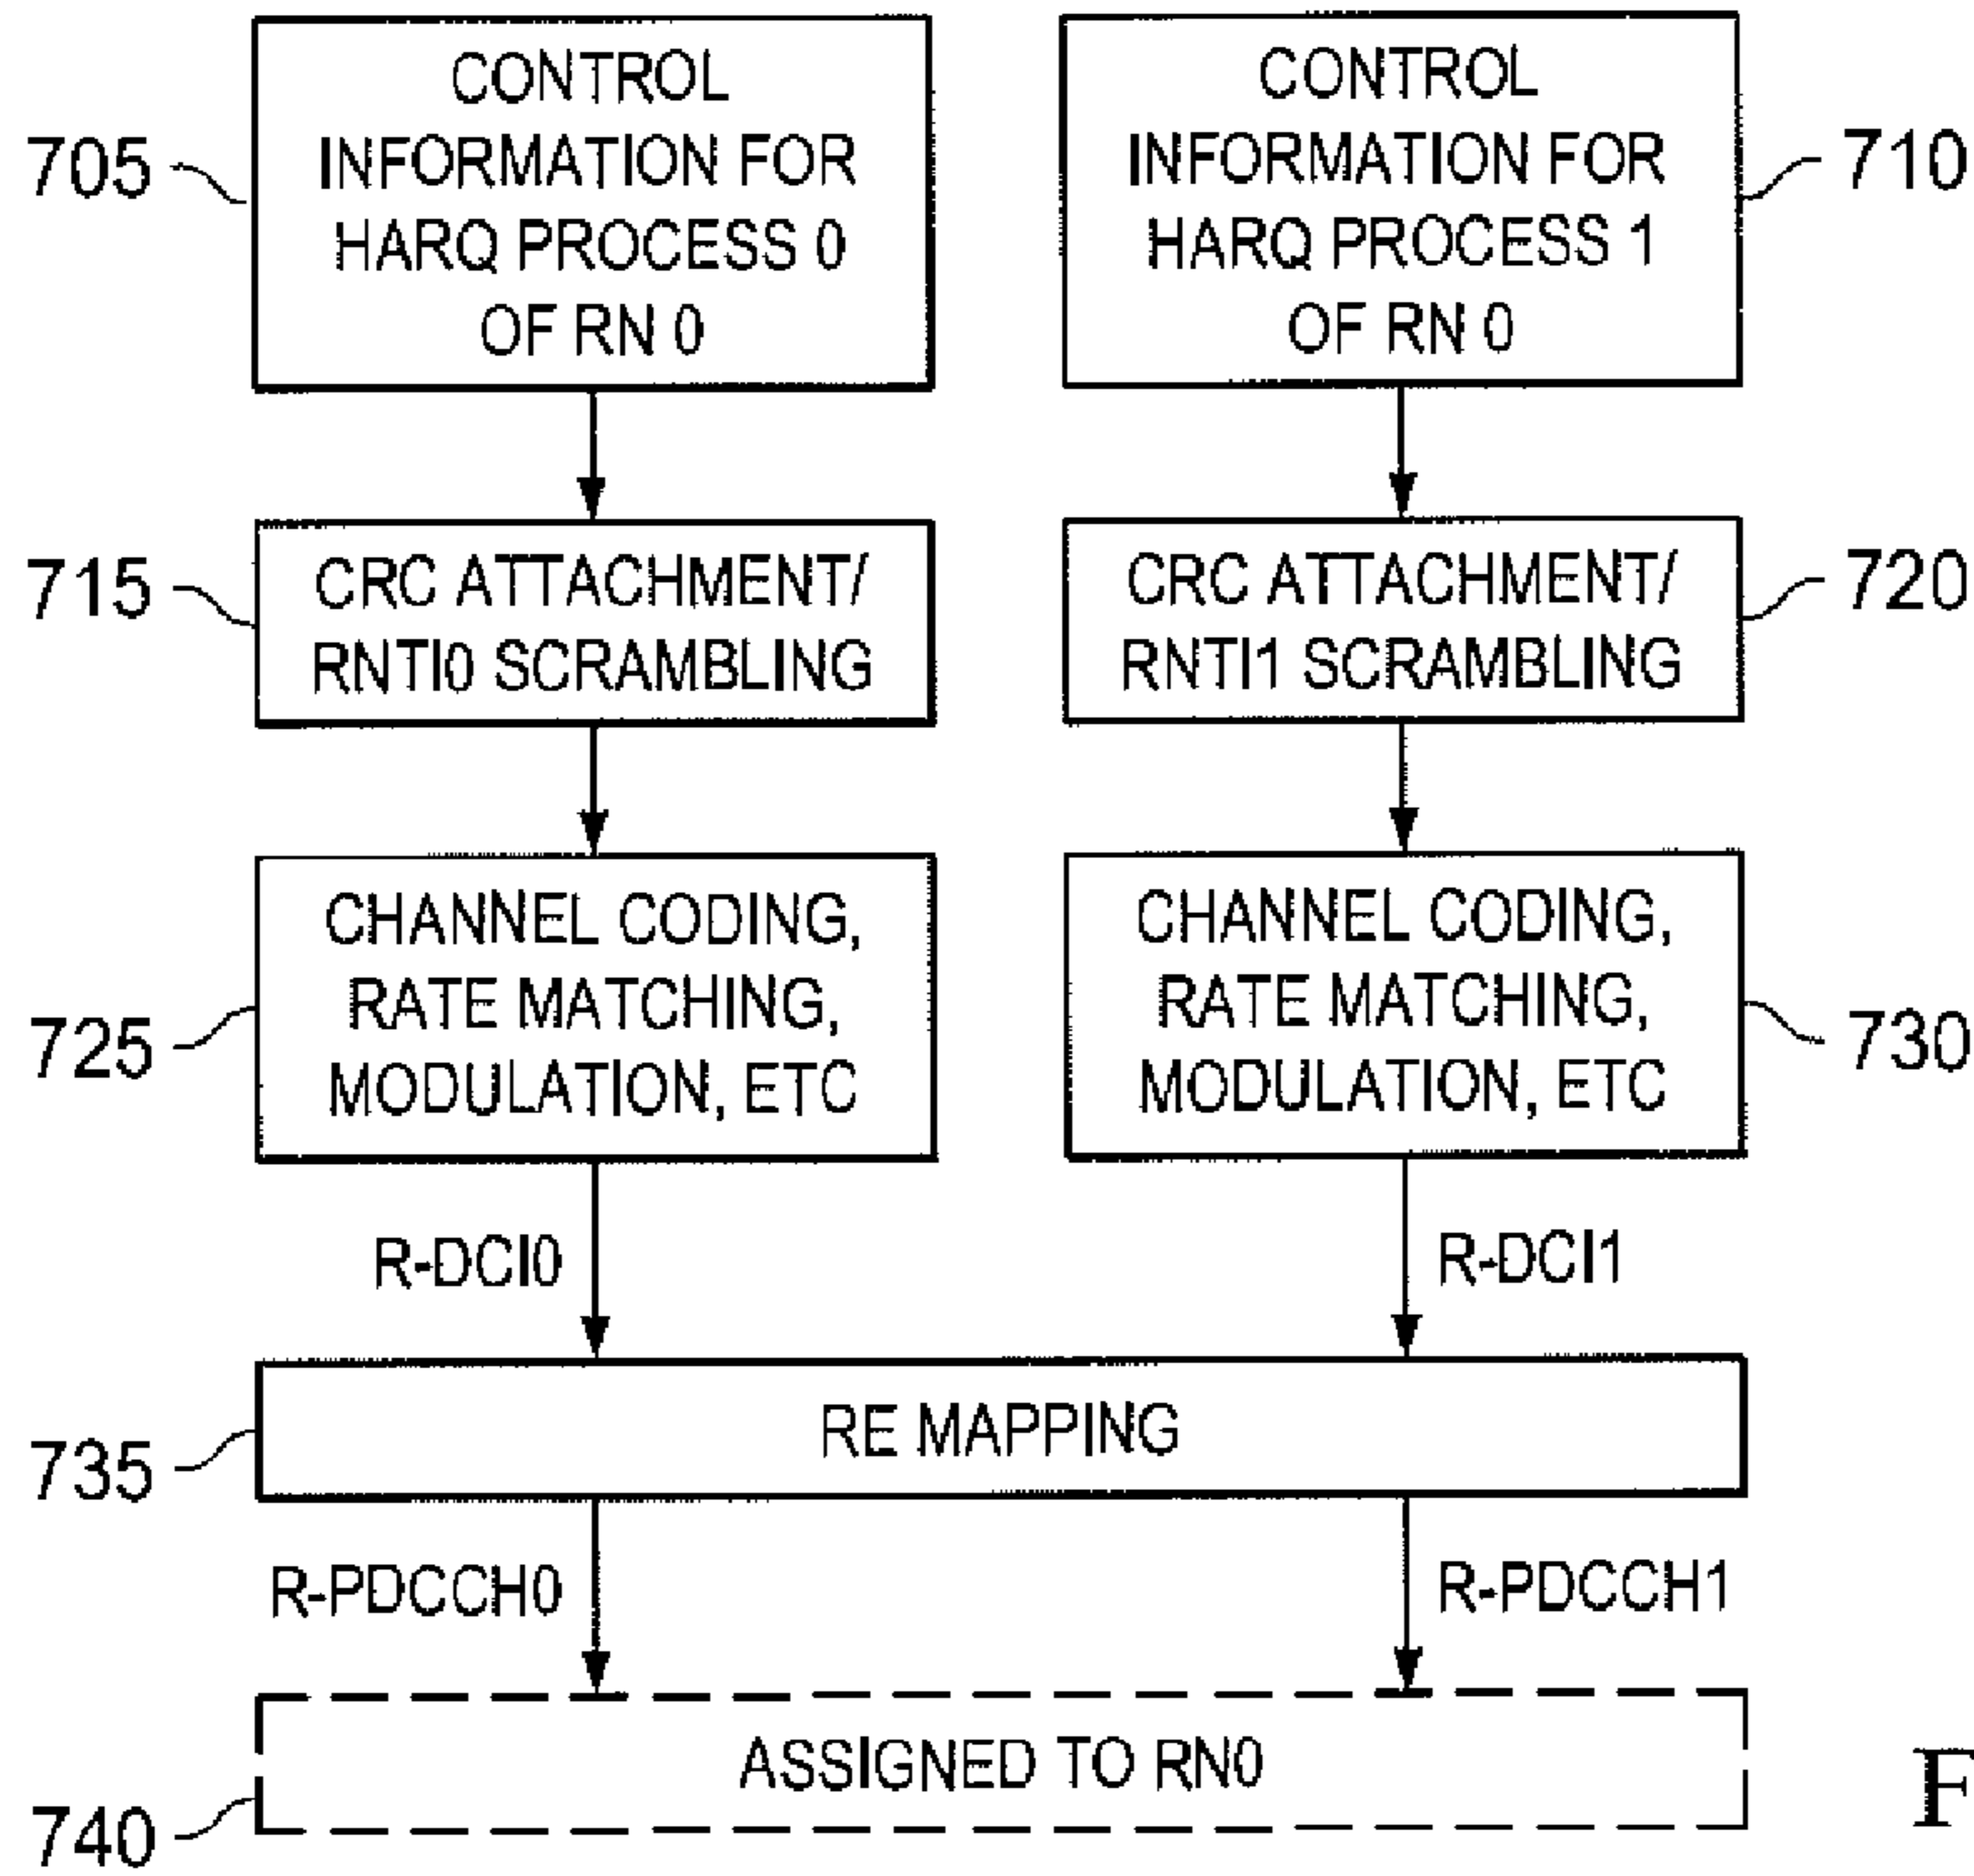 705
CONTROL
INFORMATION FOR
HARQ PROCESS 0
OF RN 0
CONTROL
INFORMATION FOR
HARQ PROCESS 1
OF RN 0
710
715
CRC ATTACHMENT/
RNTI0 SCRAMBLING
CRC ATTACHMENT/
RNTI1 SCRAMBLING
720
725
CHANNEL CODING,
RATE MATCHING,
MODULATION, ETC
CHANNEL CODING,
RATE MATCHING,
MODULATION, ETC
730
R-DCI0
R-DCI1
735
RE MAPPING
R-PDCCH0
R-PDCCH1
740
ASSIGNED TO RN0
F